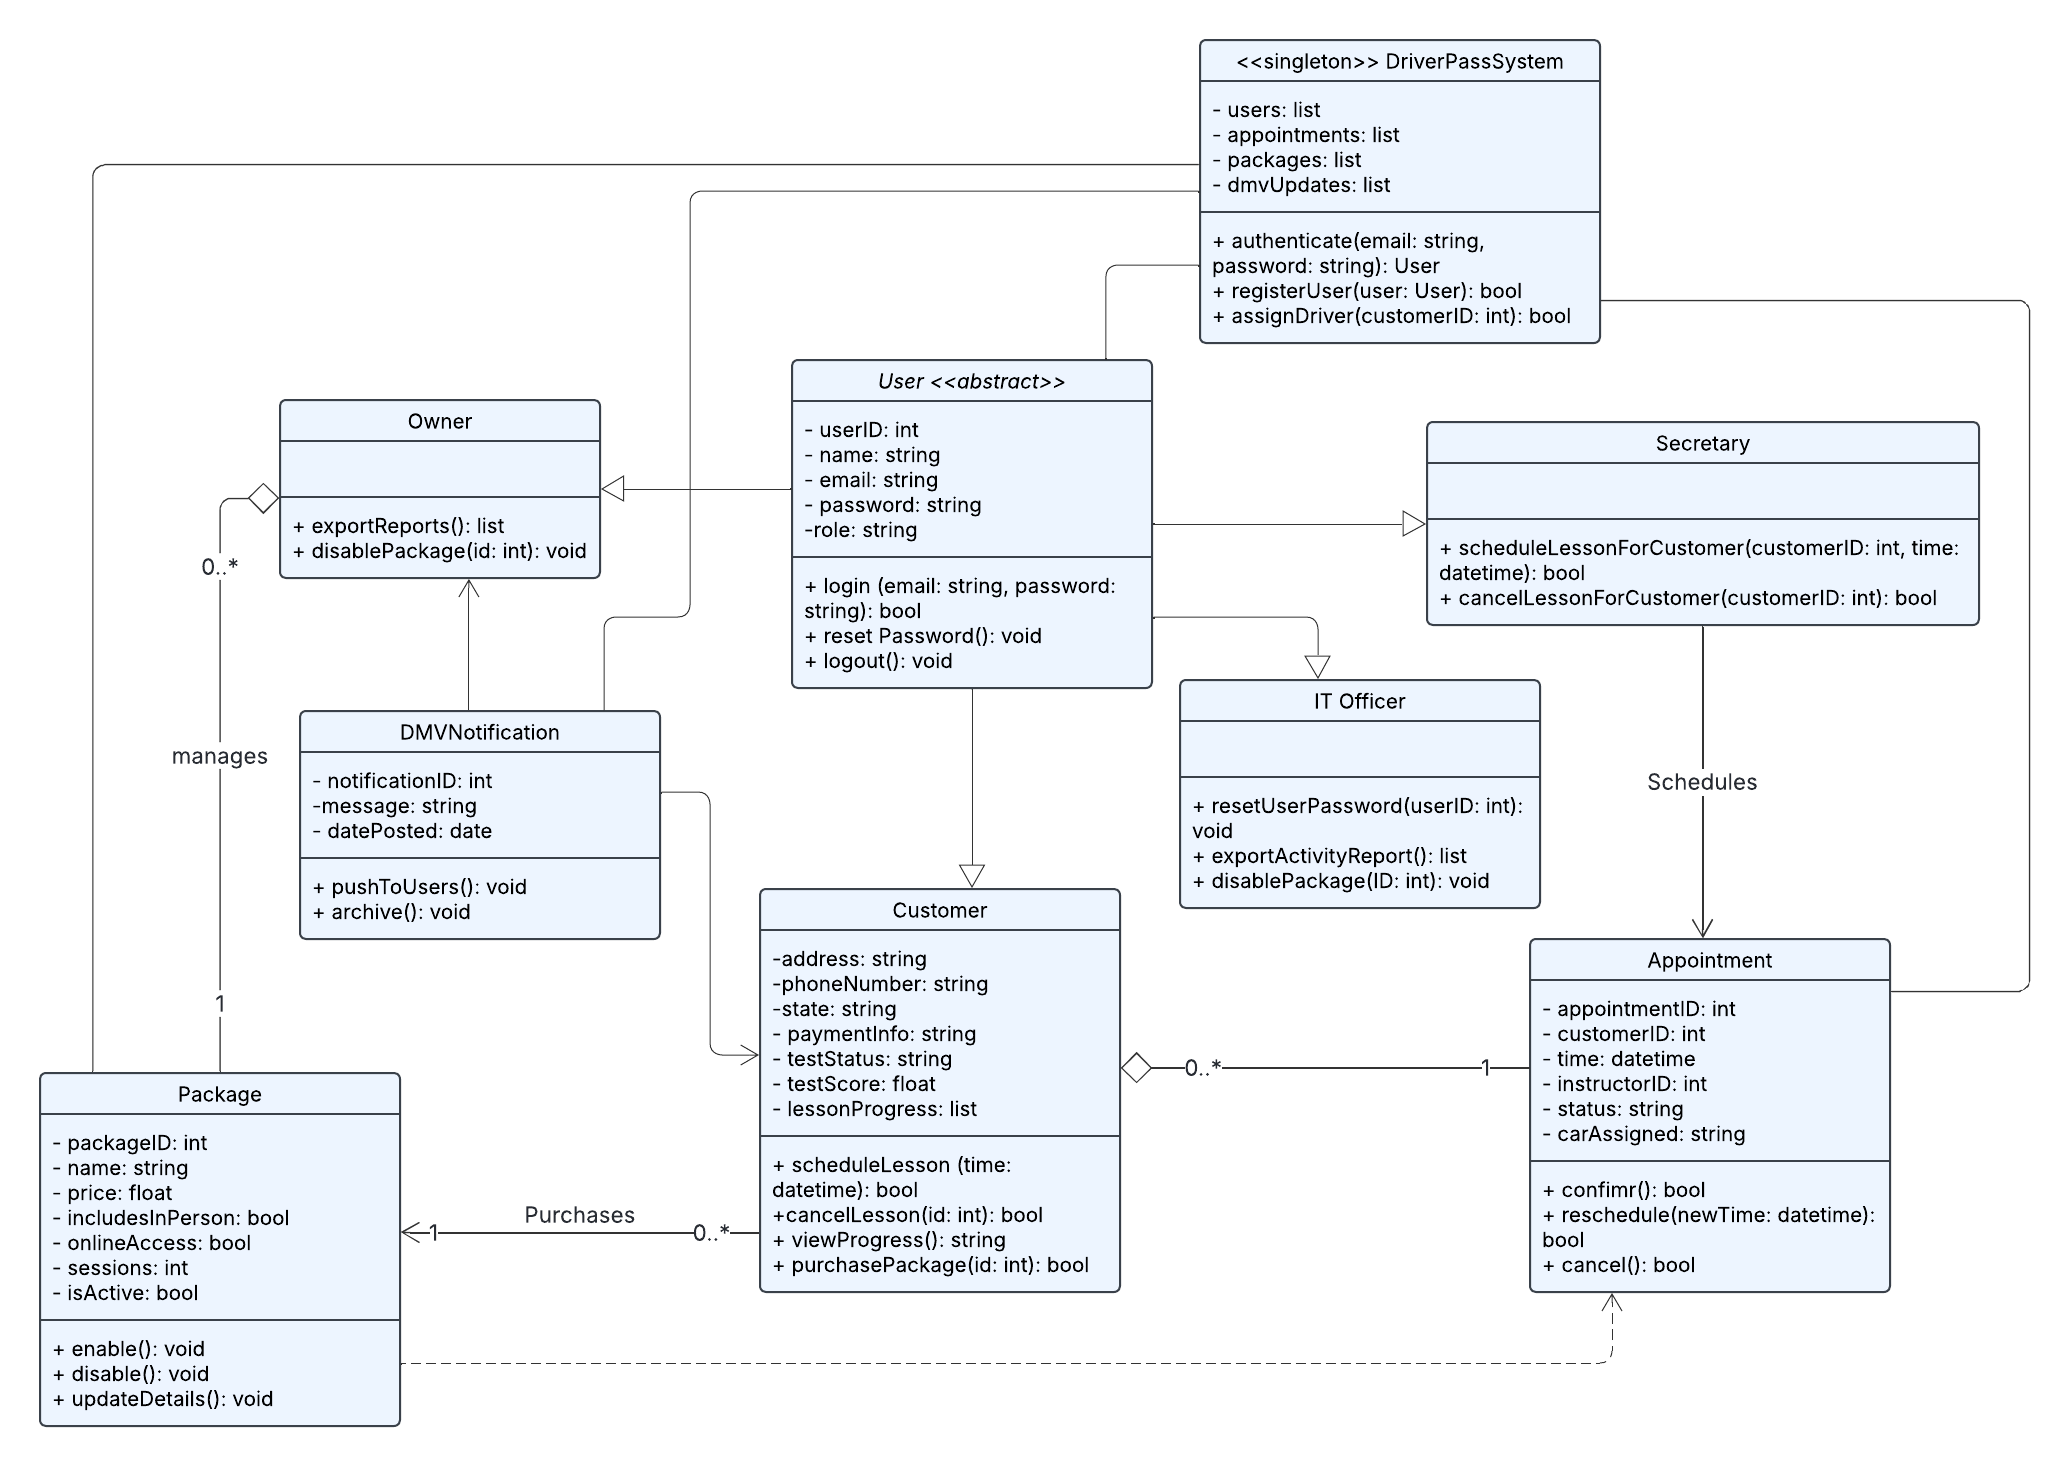 <<singleton>> DriverPassSystem
- users: list
- appointments: list
- packages: list
- dmvUpdates: list
+ authenticate(email: string,
password: string): User
+ registerUser(user: User): bool
+ assignDriver(customerID: int): bool
User <<abstract>>
- userID: int
- name: string
- email: string
- password: string
-role: string
+ login (email: string, password:
string): bool
+ reset Password(): void
+ logout(): void
Owner
+ exportReports(): list
+ disablePackage(id: int): void
Secretary
+ scheduleLessonForCustomer(customerID: int, time:
datetime): bool
+ cancelLessonForCustomer(customerID: int): bool
0..*
manages
1
DMVNotification
- notificationID: int
-message: string
- datePosted: date
+ pushToUsers(): void
+ archive(): void
IT Officer
+ resetUserPassword(userID: int):
void
+ exportActivityReport(): list
+ disablePackage(ID: int): void
Schedules
Customer
-address: string
-phoneNumber: string
-state: string
- paymentInfo: string
- testStatus: string
- testScore: float
- lessonProgress: list
+ scheduleLesson (time:
datetime): bool
+cancelLesson(id: int): bool
+ viewProgress(): string
+ purchasePackage(id: int): bool
0..*
1
Appointment
- appointmentID: int
- customerID: int
- time: datetime
- instructorID: int
- status: string
- carAssigned: string
+ confimr(): bool
+ reschedule(newTime: datetime):
bool
+ cancel(): bool
Package
- packageID: int
- name: string
- price: float
- includesInPerson: bool
- onlineAccess: bool
- sessions: int
- isActive: bool
+ enable(): void
+ disable(): void
+ updateDetails(): void
Purchases
1
0..*